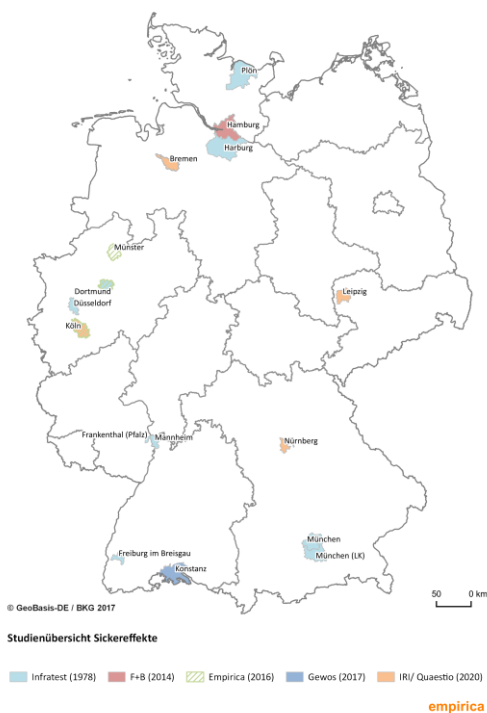 Plön
Hamburg
Harburg
Bremen
Münster
Dortmund
Düsseldorf
Leipzig
Köln
Frankenthal (Pfalz)
Mannheim
Nürnberg
München
München (LK)
Freiburg im Breisgau
Konstanz
© GeoBasis-DE / BKG 2017
50 0 km
Studienübersicht Sickereffekte
Infratest (1978) F+B (2014) Empirica (2016) Gewos (2017) IRI/ Quaestio (2020)
empirica